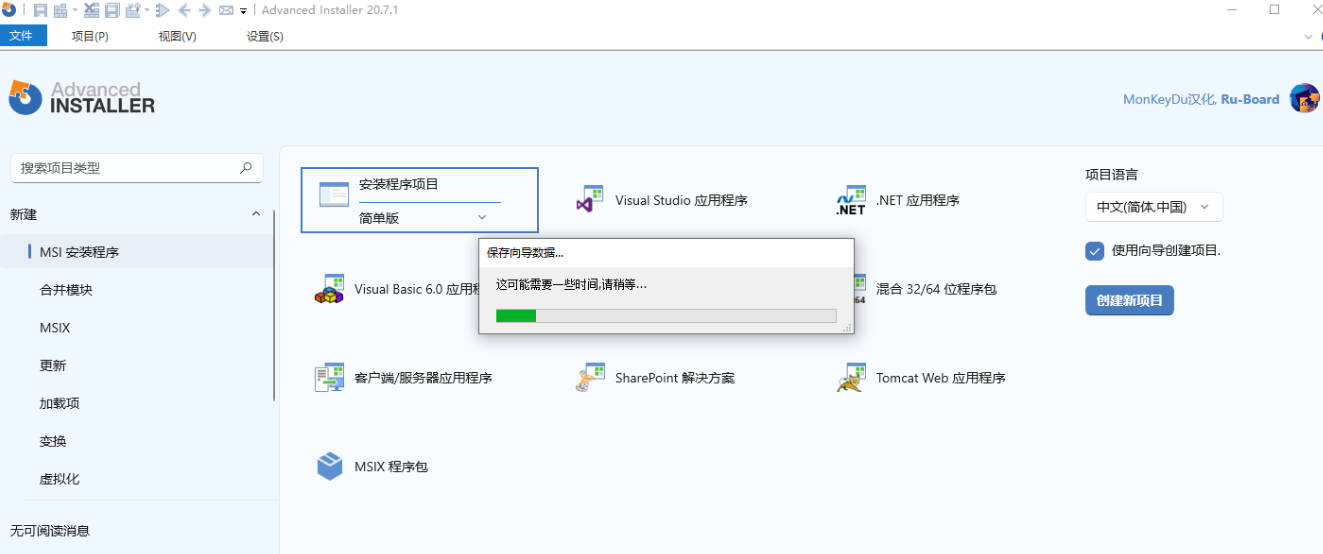 Advanced Installer 20.7.1
文件 项目(P) 视图(V) 设置(S)
Advanced
INSTALLER
MonKeyDu汉化, Ru-Board
搜索项目类型
新建
MSI 安装程序
合并模块
MSIX
更新
加载项
变换
虚拟化
无可阅读消息
安装程序项目
简单版
Visual Studio 应用程序
.NET
.NET 应用程序
Visual Basic 6.0 应用程
64
混合 32/64 位程序包
客户端/服务器应用程序
SharePoint 解决方案
Tomcat Web 应用程序
MSIX 程序包
保存向导数据...
这可能需要一些时间,请稍等...
项目语言
中文(简体,中国)
使用向导创建项目.
创建新项目